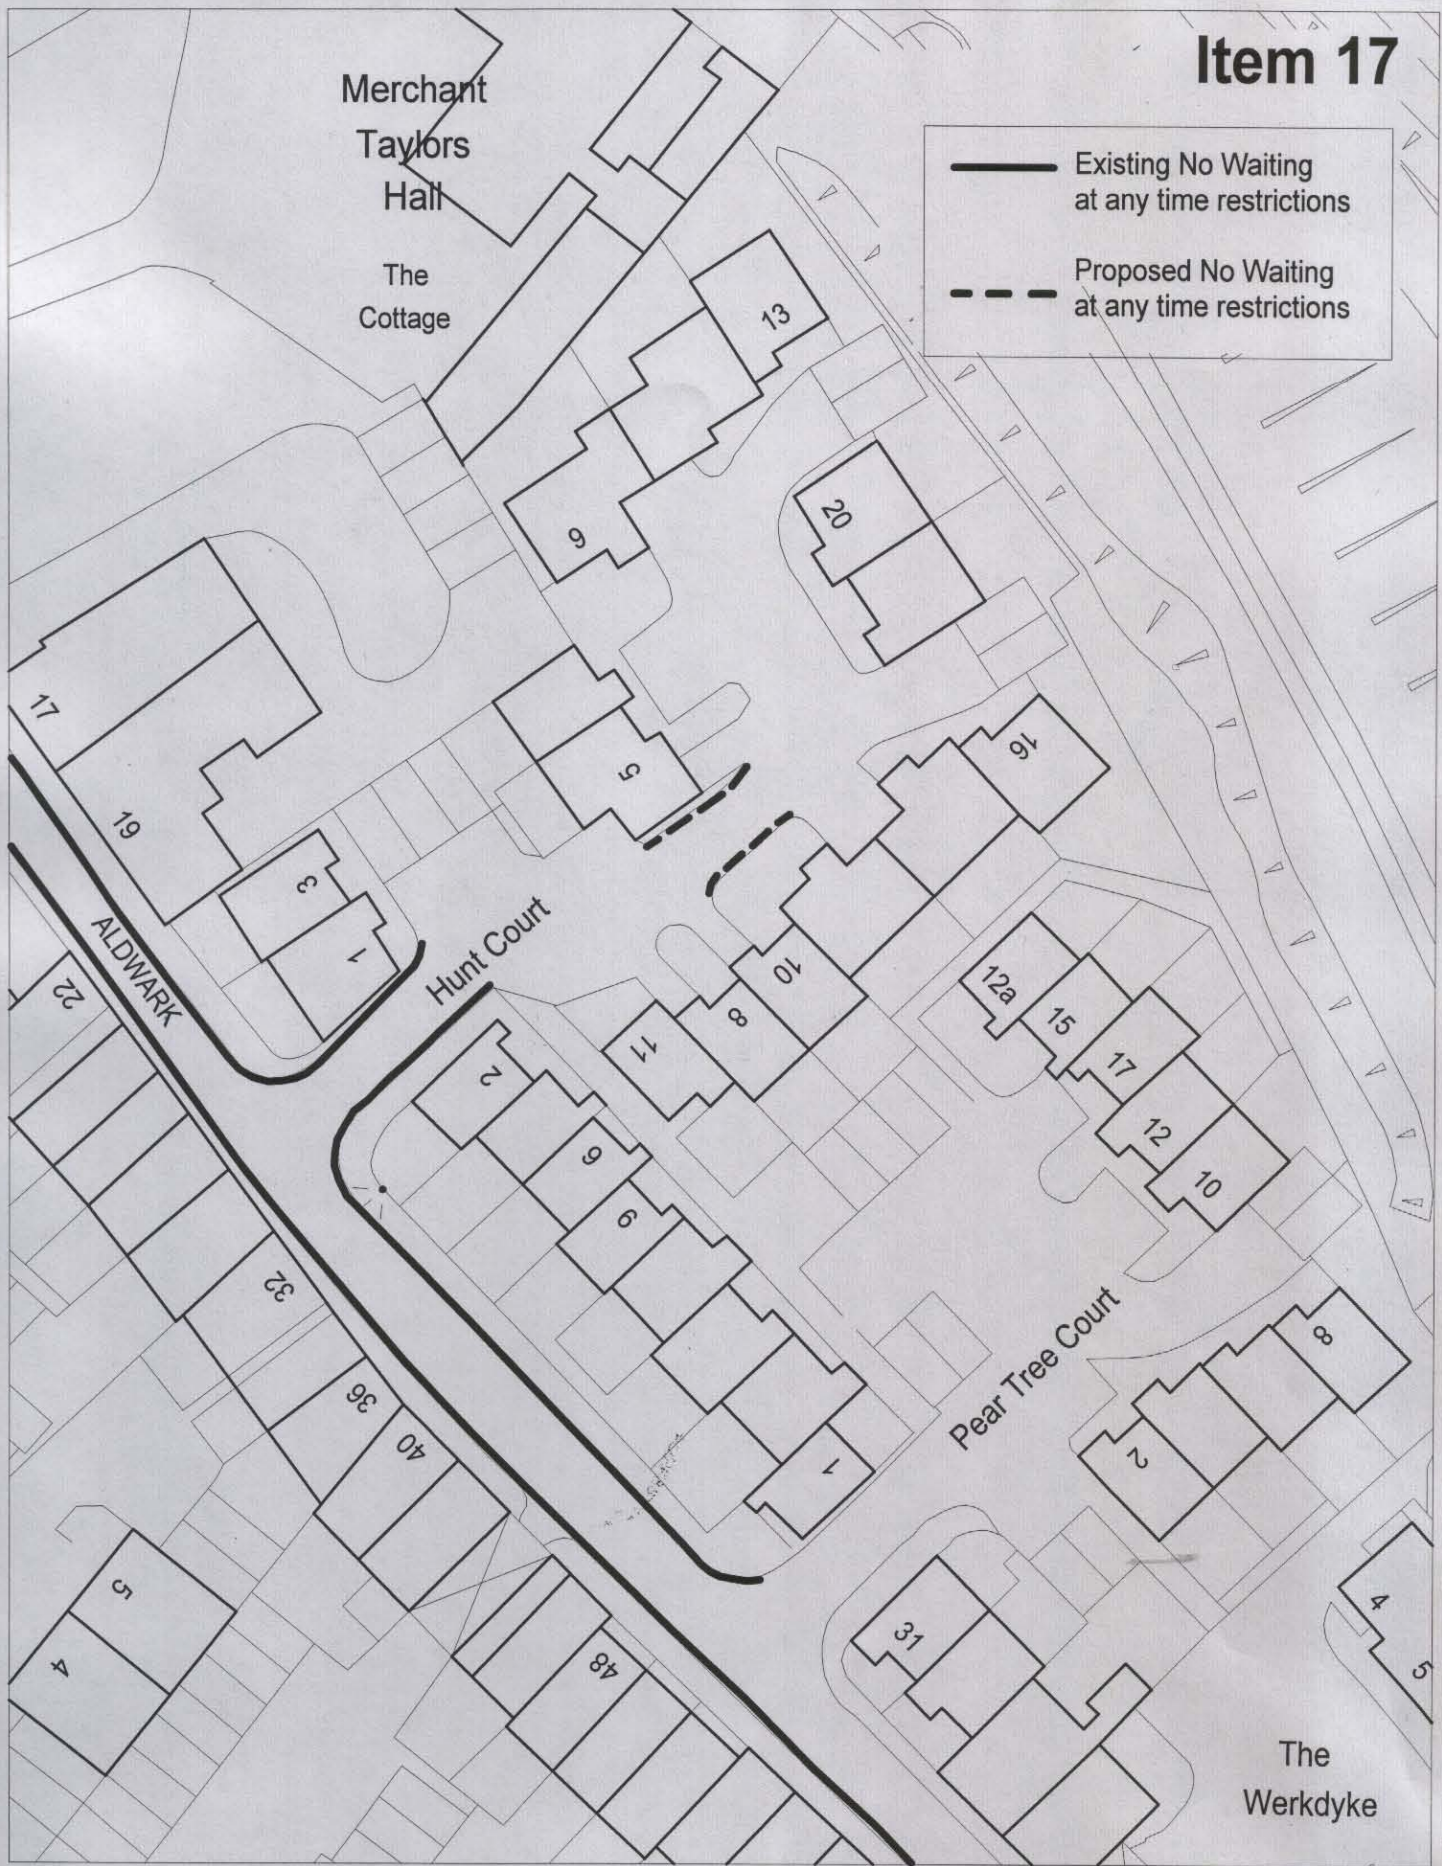 Item 17
Merchant
Taylors
Hall
Existing No Waiting
at any time restrictions
Proposed No Waiting
at any time restrictions
The
Cottage
13
9
20
17
5
16
19
3
1
ALDWARK
Hunt Court
22
10
8
11
12a
15
17
12
10
2
6
9
32
36
40
1
Pear Tree Court
8
2
5
4
31
48
4
5
The
Werkdyke